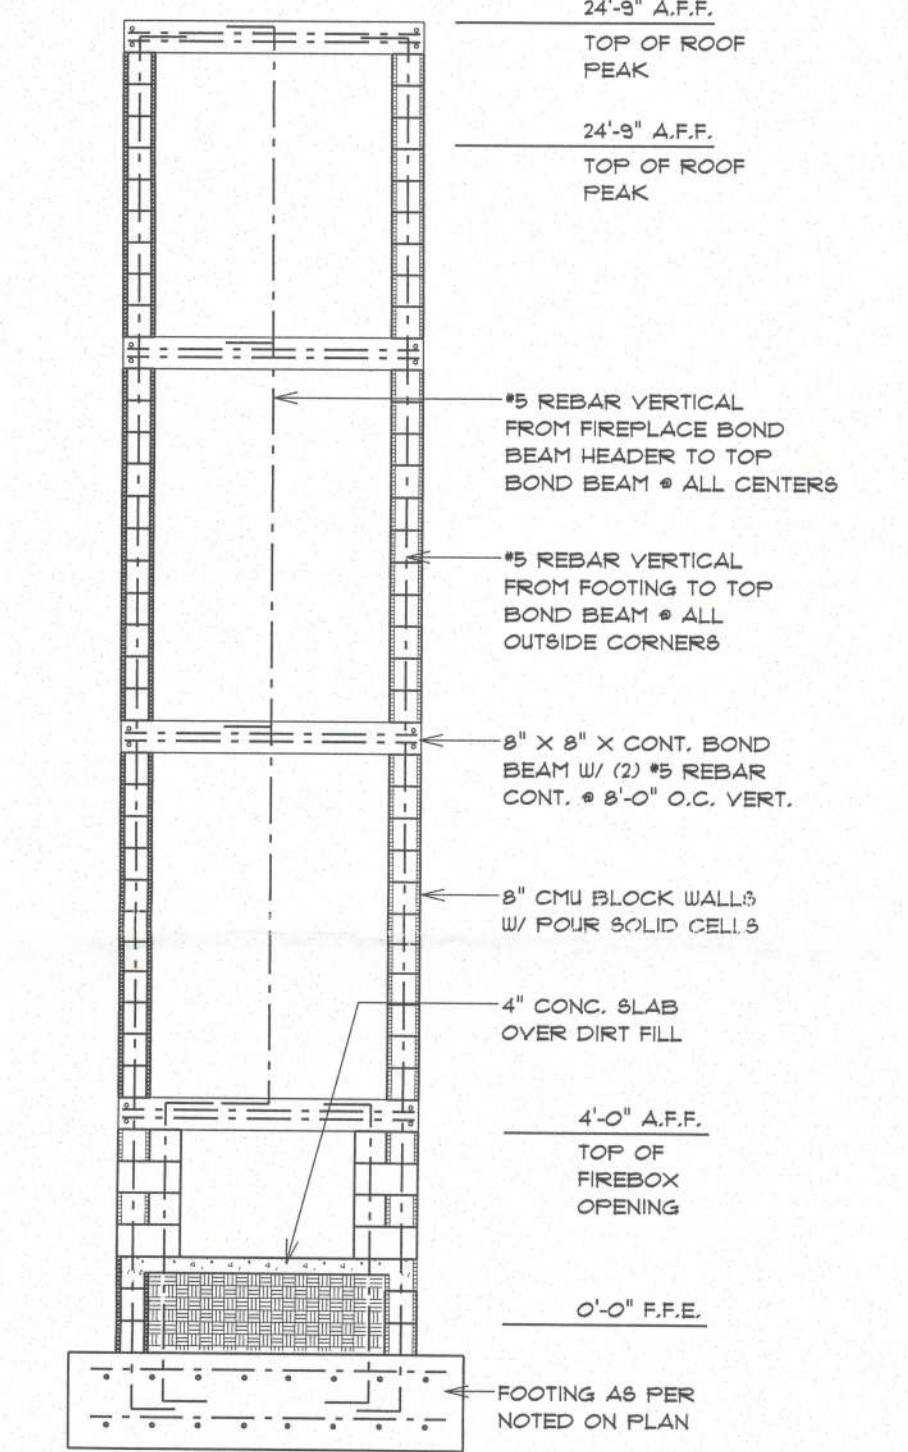 24'-9" A.F.F.
TOP OF ROOF
PEAK
24'-9" A.F.F.
TOP OF ROOF
PEAK
#5 REBAR VERTICAL
FROM FIREPLACE BOND
BEAM HEADER TO TOP
BOND BEAM @ ALL CENTERS
#5 REBAR VERTICAL
FROM FOOTING TO TOP
BOND BEAM @ ALL
OUTSIDE CORNERS
8" X 8" X CONT. BOND
BEAM W/ (2) #5 REBAR
CONT. @ 8'-0" O.C. VERT.
8" CMU BLOCK WALLS
W/ POUR SOLID CELLS
4" CONC. SLAB
OVER DIRT FILL
4'-0" A.F.F.
TOP OF
FIREBOX
OPENING
0'-0" F.F.E.
FOOTING AS PER
NOTED ON PLAN